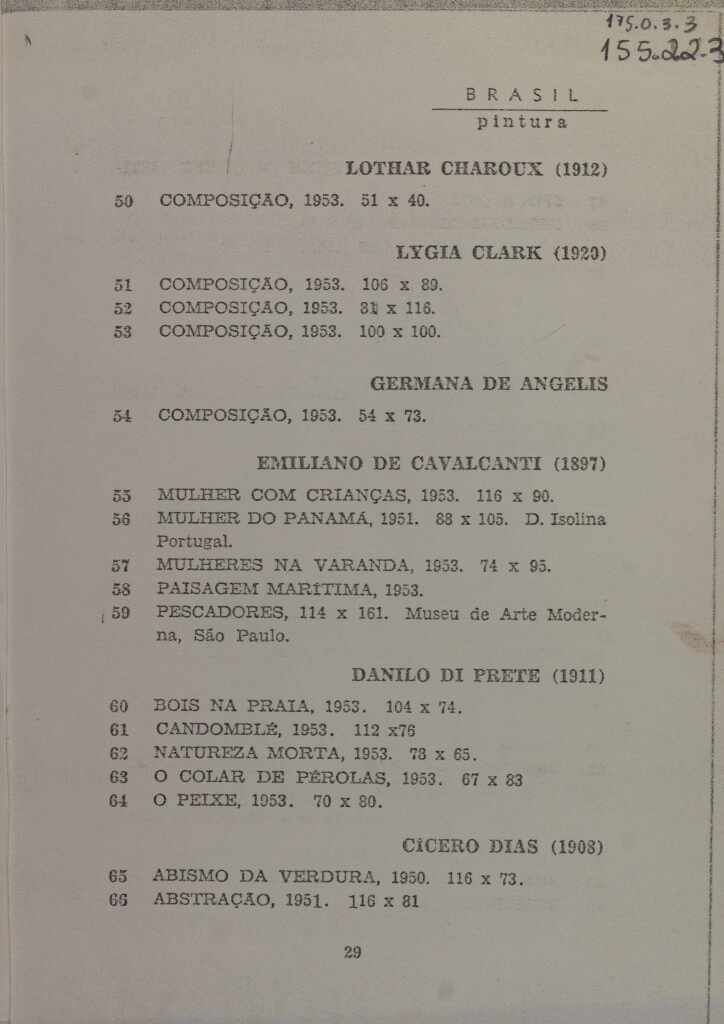 175.0.3.3
155.22.3
BRASIL
pintura
LOTHAR CHAROUX (1912)
50 COMPOSIÇÃO, 1953. 51 x 40.
LYGIA CLARK (1920)
51 COMPOSIÇÃO, 1953. 106 x 89.
52 COMPOSIÇÃO, 1953. 81 x 116.
53 COMPOSIÇÃO, 1953. 100 x 100.
GERMANA DE ANGELIS
54 COMPOSIÇÃO, 1953. 54 x 73.
EMILIANO DE CAVALCANTI (1897)
55 MULHER COM CRIANÇAS, 1953. 116 x 90.
56 MULHER DO PANAMÁ, 1951. 88 x 105. D. Isolina
Portugal.
57 MULHERES NA VARANDA, 1953. 74 x 95.
58 PAISAGEM MARÍTIMA, 1953.
59 PESCADORES, 114 x 161. Museu de Arte Moder-
na, São Paulo.
DANILO DI PRETE (1911)
60 BOIS NA PRAIA, 1953. 104 x 74.
61 CANDOMBLÉ, 1953. 112 x76
62 NATUREZA MORTA, 1953. 73 x 65.
63 O COLAR DE PÉROLAS, 1953. 67 x 83
64 O PEIXE, 1953. 70 x 80.
CÍCERO DIAS (1908)
65 ABISMO DA VERDURA, 1950. 116 x 73.
66 ABSTRAÇÃO, 1951. 116 x 81
29